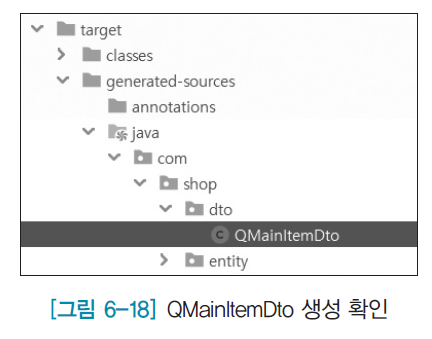 target
classes
generated-sources
annotations
java
com
shop
dto
C QMainItemDto
entity
[그림 6-18] QMainItemDto 생성 확인